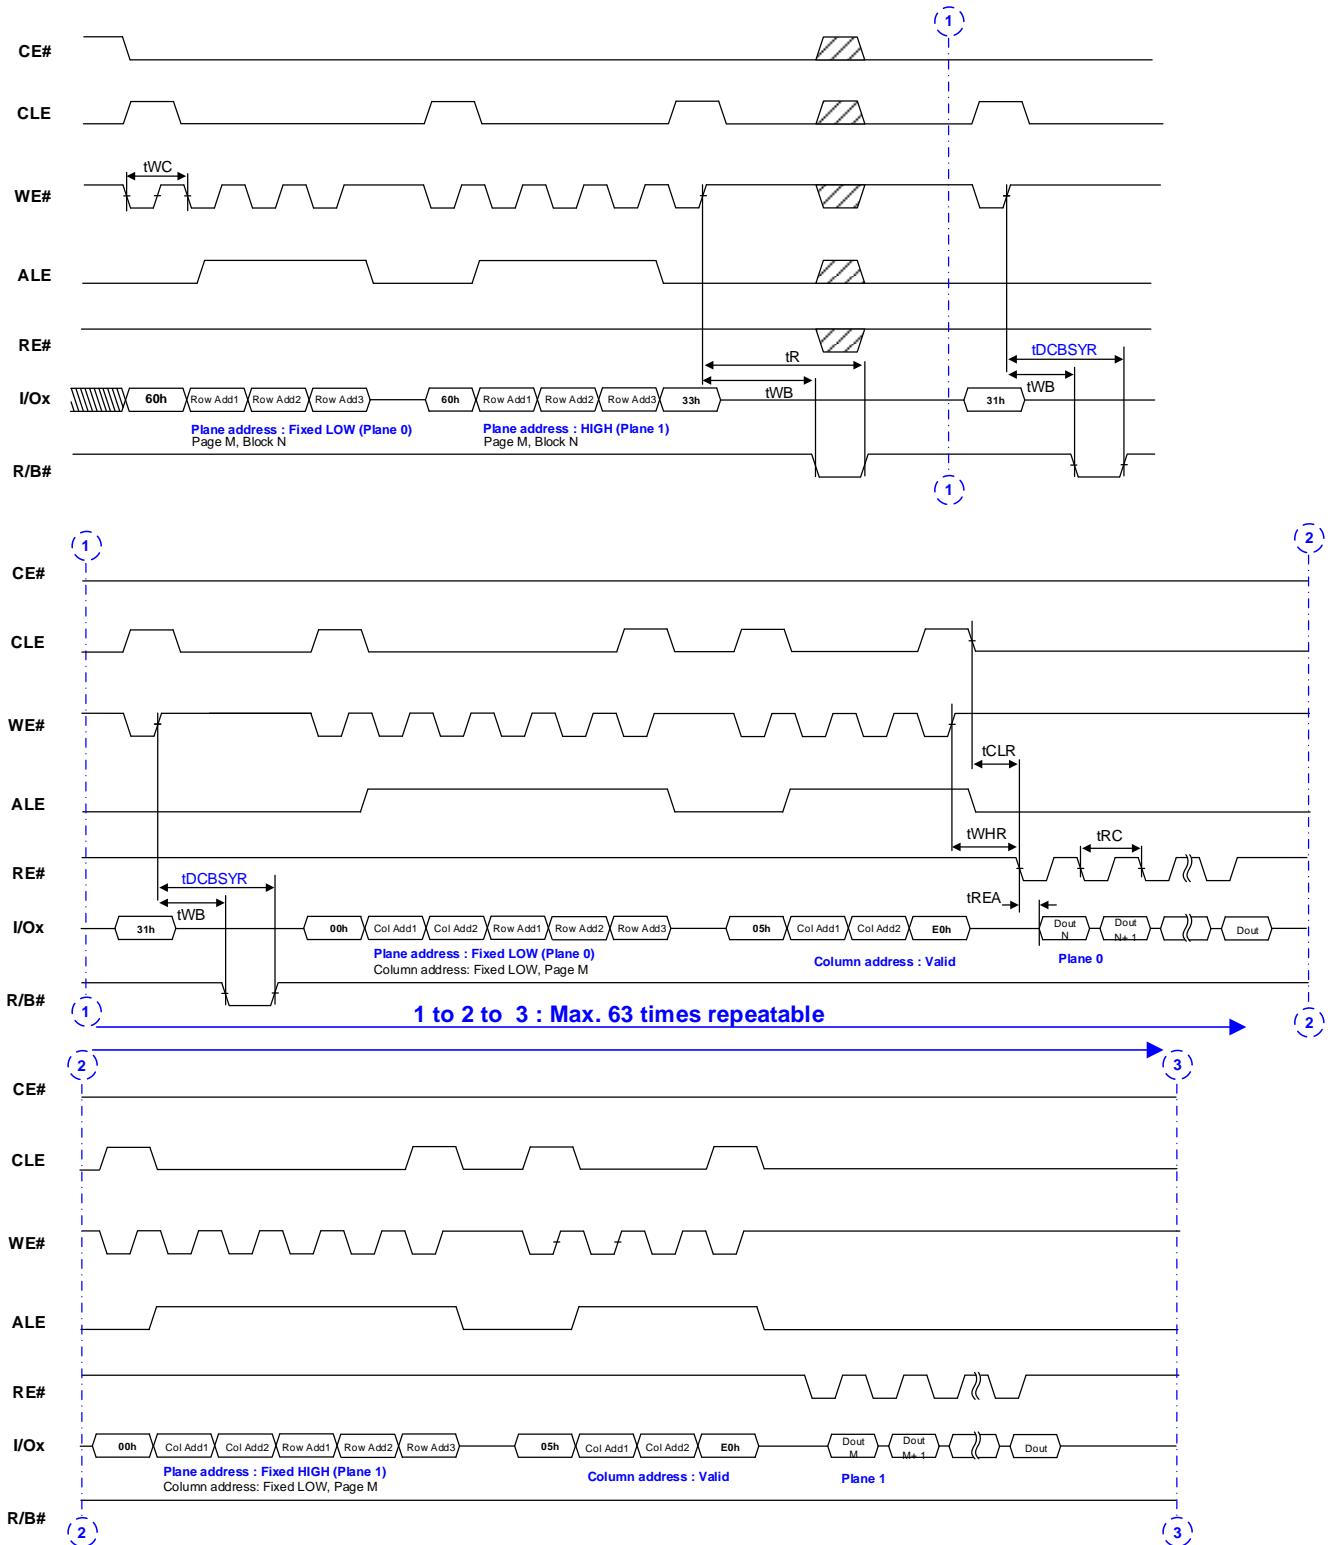 1
CE#
CLE
tWC
WE#
ALE
RE#
tR
tDCBSYR
tWB
tWB
I/Ox
60h Row Add1 Row Add2 Row Add3 60h Row Add1 Row Add2 Row Add3 33h 31h
Plane address : Fixed LOW (Plane 0)
Page M, Block N
Plane address : HIGH (Plane 1)
Page M, Block N
R/B#
1
1
2
CE#
CLE
WE#
tCLR
ALE
tWHR
tRC
RE#
tDCBSYR
tREA
tWB
I/Ox
31h 00h Col Add1 Col Add2 Row Add1 Row Add2 Row Add3 05h Col Add1 Col Add2 E0h Dout N Dout N+ 1 Dout
Plane address : Fixed LOW (Plane 0)
Column address: Fixed LOW, Page M
Column address : Valid
Plane 0
R/B#
1
1 to 2 to 3 : Max. 63 times repeatable
2
2
3
CE#
CLE
WE#
ALE
RE#
I/Ox
00h Col Add1 Col Add2 Row Add1 Row Add2 Row Add3 05h Col Add1 Col Add2 E0h Dout M Dout M+ 1 Dout
Plane address : Fixed HIGH (Plane 1)
Column address: Fixed LOW, Page M
Column address : Valid
Plane 1
R/B#
2
3